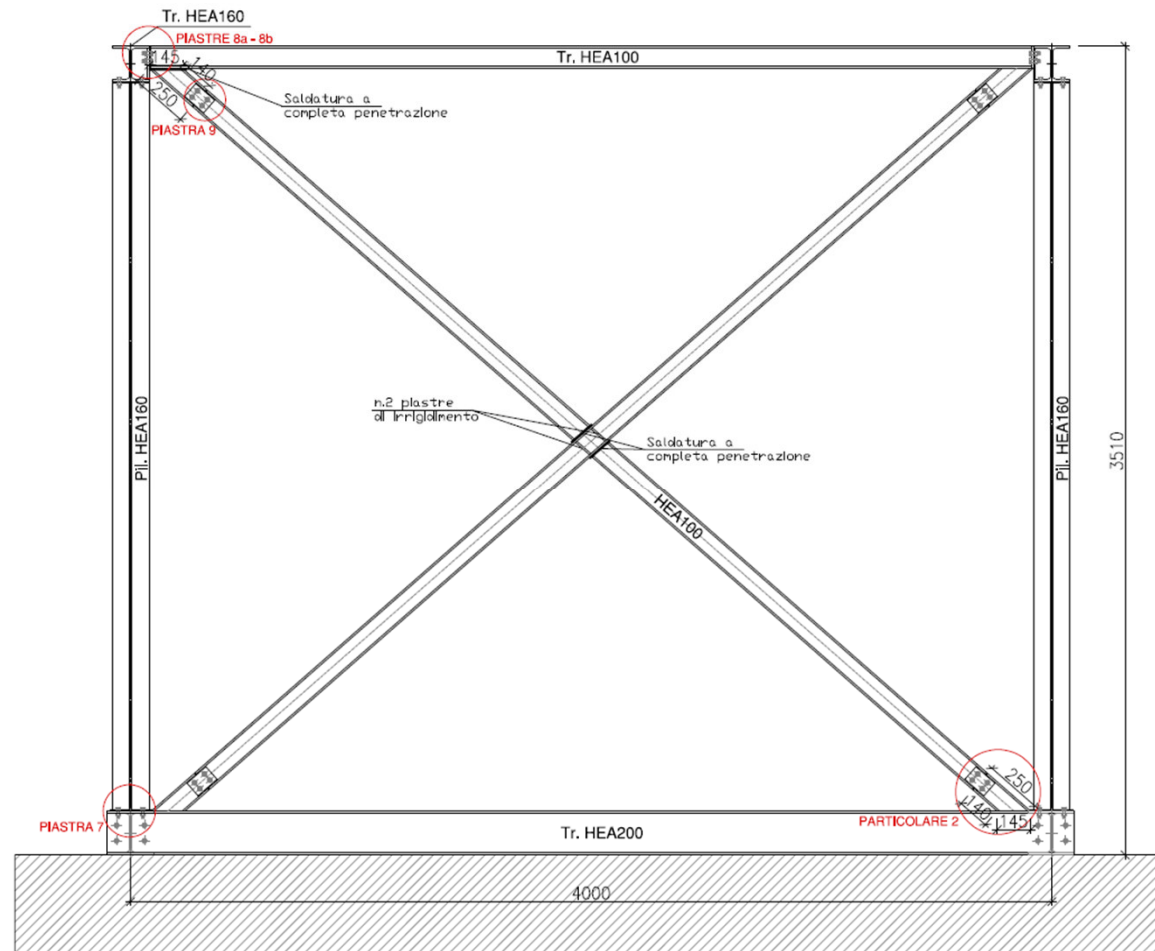 Tr. HEA160
PIASTRE 8a - 8b
145
140
250
PIASTRA 9
Saldatura a
completa penetrazione
Tr. HEA100
Pil. HEA160
n.2 piastre
di irrigidimento
Saldatura a
completa penetrazione
HEA100
Pil. HEA160
3510
PIASTRA 7
Tr. HEA200
250
140
145
PARTICOLARE 2
4000